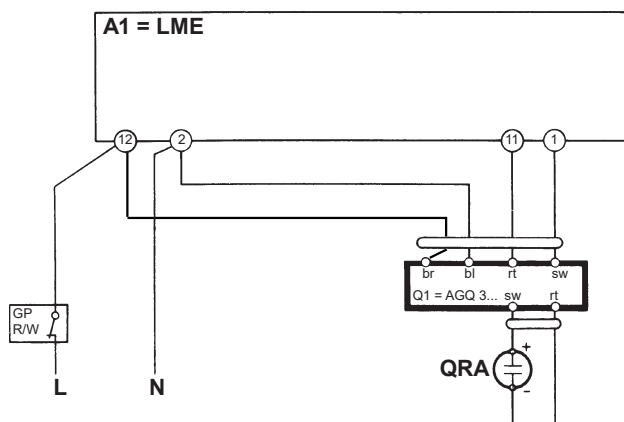 A1 = LME
12 2 11 1
br bl rt sw
Q1 = AGQ 3... sw rt
GP
R/W
+
QRA
-
L N